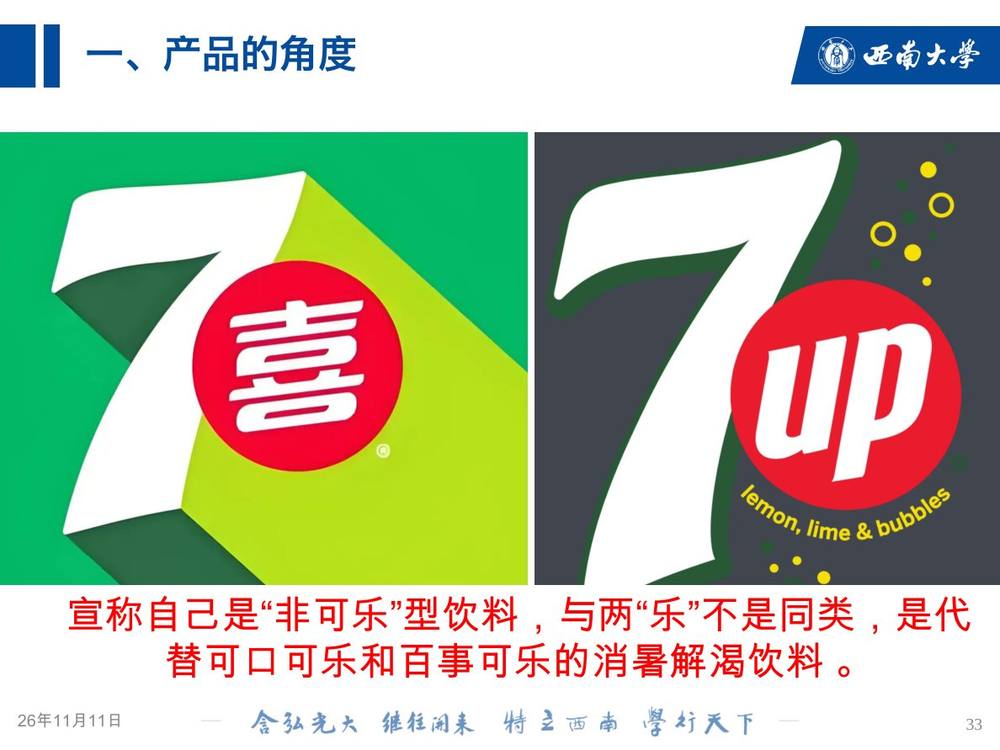 一、产品的角度
西南大学
7喜
®
7up
lemon, lime & bubbles
宣称自己是“非可乐”型饮料，与两“乐”不是同类，是代
替可口可乐和百事可乐的消暑解渴饮料 。
26年11月11日
含弘光大 继往开来 特立西南 学行天下
33